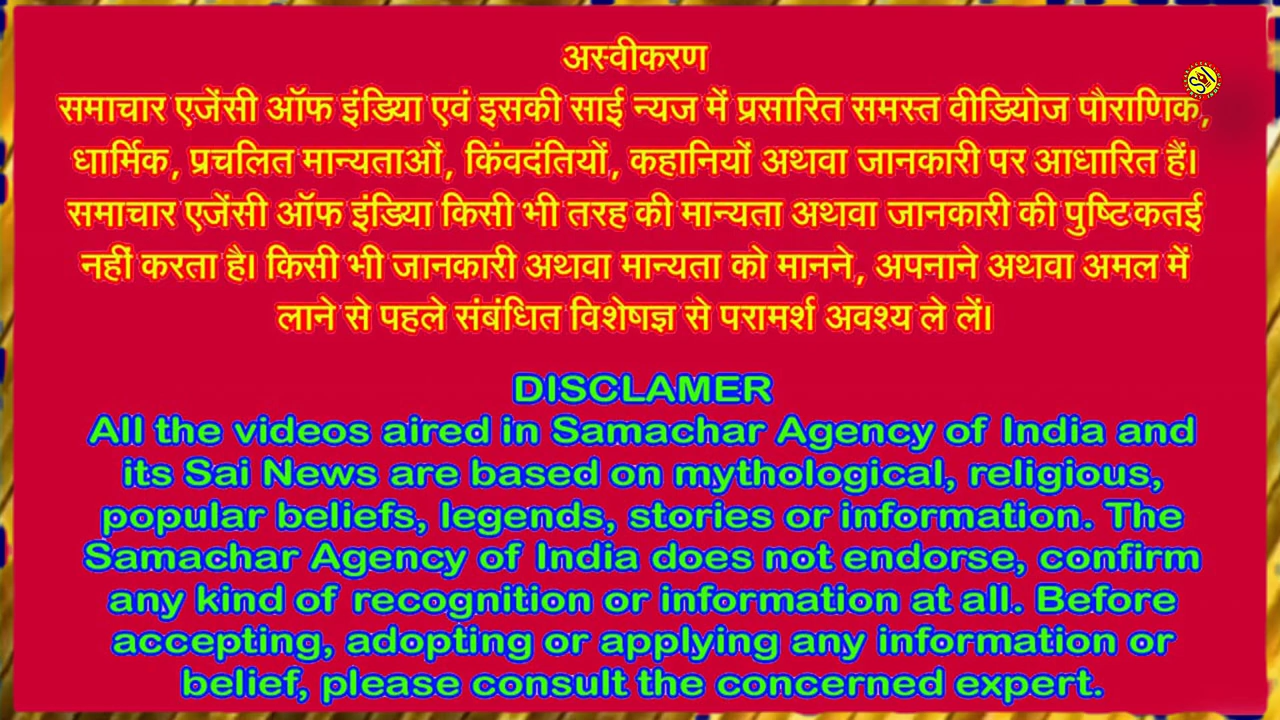 अस्वीकरण
समाचार एजेंसी ऑफ इंडिया एवं इसकी साई न्यज में प्रसारित समस्त वीडियोज पौराणिक,
धार्मिक, प्रचलित मान्यताओं, किंवदंतियों, कहानियों अथवा जानकारी पर आधारित हैं।
समाचार एजेंसी ऑफ इंडिया किसी भी तरह की मान्यता अथवा जानकारी की पुष्टि कतई
नहीं करता है। किसी भी जानकारी अथवा मान्यता को मानने, अपनाने अथवा अमल में
लाने से पहले संबंधित विशेषज्ञ से परामर्श अवश्य ले लें।
DISCLAMER
All the videos aired in Samachar Agency of India and
its Sai News are based on mythological, religious,
popular beliefs, legends, stories or information. The
Samachar Agency of India does not endorse, confirm
any kind of recognition or information at all. Before
accepting, adopting or applying any information or
belief, please consult the concerned expert.